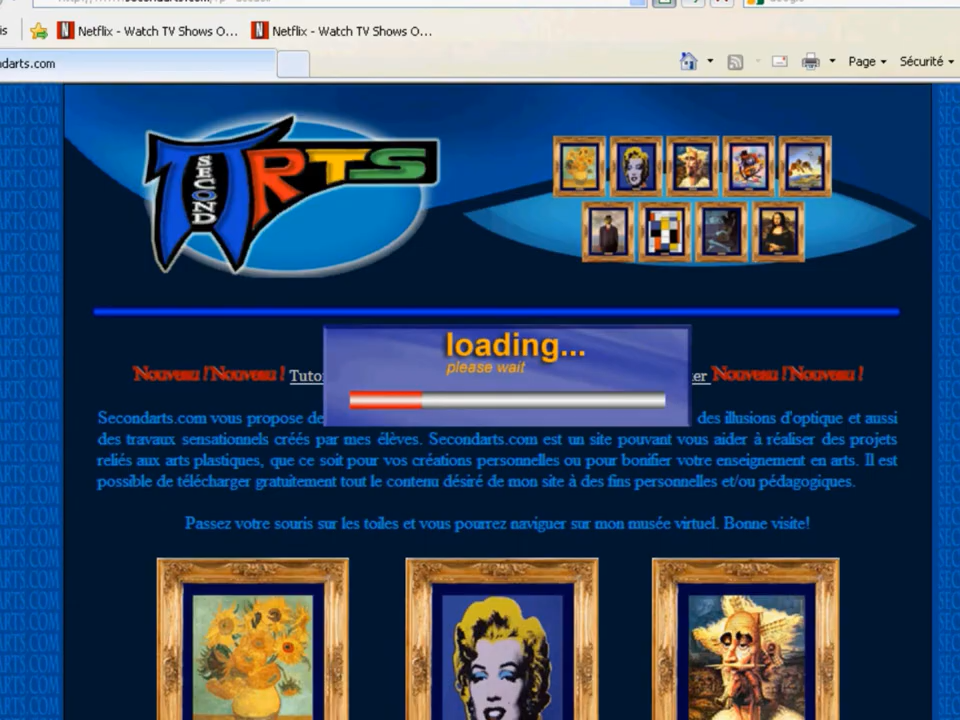 is
Netflix - Watch TV Shows O...
Netflix - Watch TV Shows O...
ndarts.com
Page
Sécurité
SECOND
ARTS
loading...
please wait
Nouveau ! Nouveau !
Nouveau ! Nouveau !
Secondarts.com vous propose de
des illusions d'optique et aussi
des travaux sensationnels créés par mes élèves. Secondarts.com est un site pouvant vous aider à réaliser des projets
reliés aux arts plastiques, que ce soit pour vos créations personnelles ou pour bonifier votre enseignement en arts. Il est
possible de télécharger gratuitement tout le contenu désiré de mon site à des fins personnelles et/ou pédagogiques.
Passez votre souris sur les toiles et vous pourrez naviguer sur mon musée virtuel. Bonne visite!